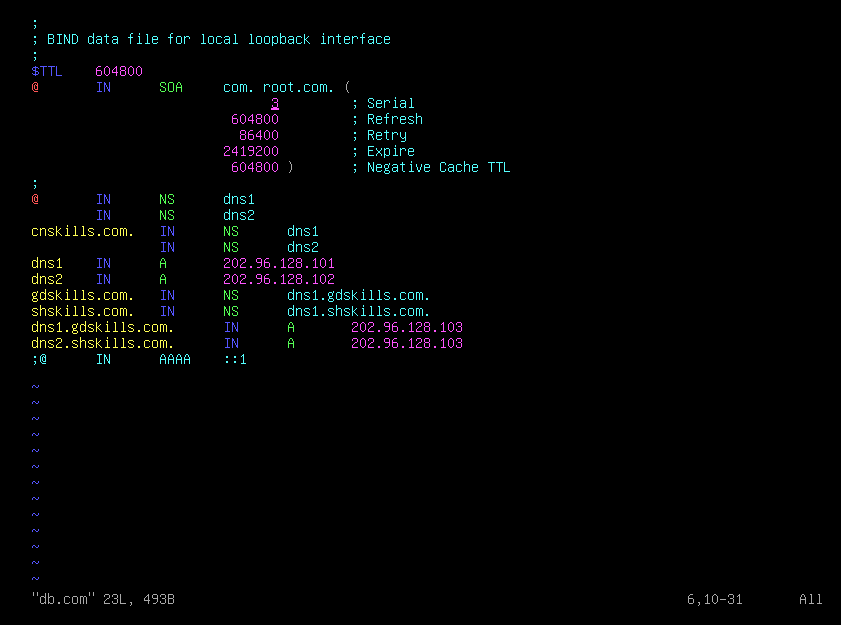 ;
; BIND data file for local loopback interface
;
$TTL    604800
@       IN      SOA     com. root.com. (
                              3         ; Serial
                         604800         ; Refresh
                          86400         ; Retry
                        2419200         ; Expire
                         604800 )       ; Negative Cache TTL
;
@       IN      NS      dns1
        IN      NS      dns2
cnskills.com.   IN      NS      dns1
                IN      NS      dns2
dns1    IN      A       202.96.128.101
dns2    IN      A       202.96.128.102
gdskills.com.   IN      NS      dns1.gdskills.com.
shskills.com.   IN      NS      dns1.shskills.com.
dns1.gdskills.com.      IN      A       202.96.128.103
dns2.shskills.com.      IN      A       202.96.128.103
;@      IN      AAAA    ::1
~
~
~
~
~
~
~
~
~
~
~
~
~
"db.com" 23L, 493B                                                                6,10-31       All